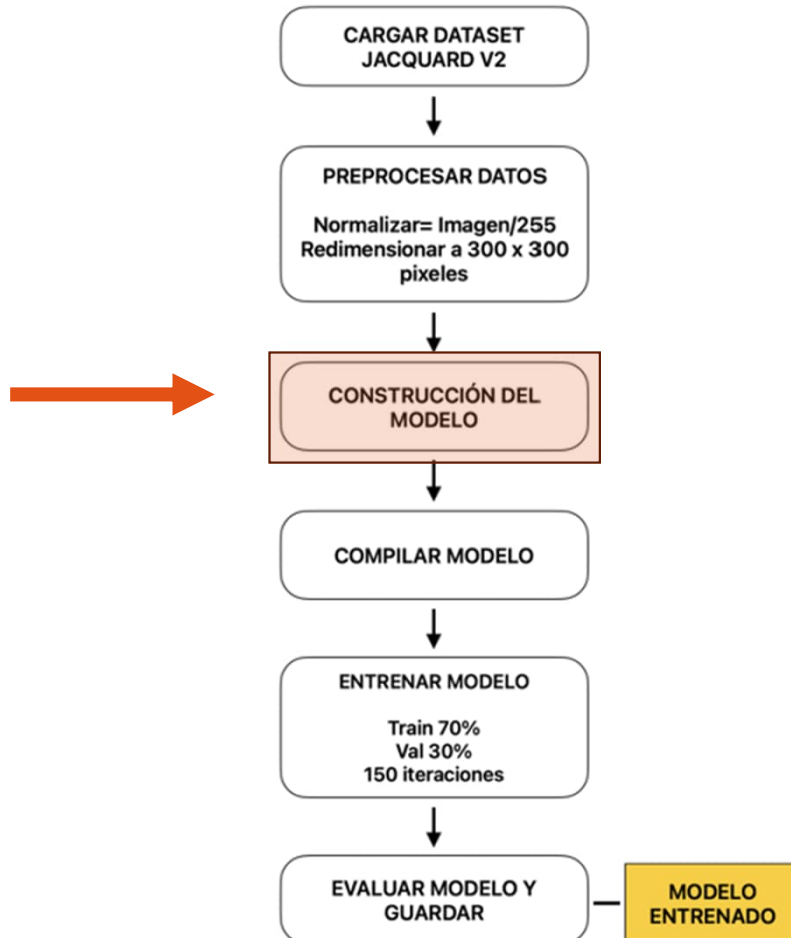 CARGAR DATASET
JACQUARD V2
PREPROCESAR DATOS
Normalizar= Imagen/255
Redimensionar a 300 x 300
pixeles
CONSTRUCCIÓN DEL
MODELO
COMPILAR MODELO
ENTRENAR MODELO
Train 70%
Val 30%
150 iteraciones
EVALUAR MODELO Y
GUARDAR
MODELO
ENTRENADO